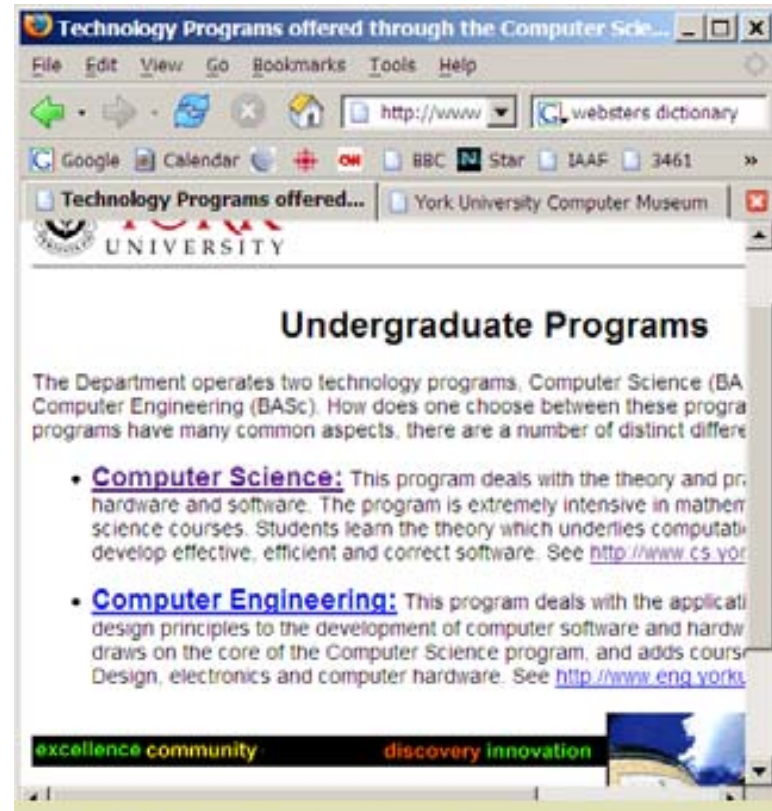 Technology Programs offered through the Computer Scie...
File Edit View Go Bookmarks Tools Help
http://www websters dictionary
Google Calendar CNN BBC Star IAAF 3461 »
Technology Programs offered... York University Computer Museum
UNIVERSITY
Undergraduate Programs
The Department operates two technology programs, Computer Science (BA
Computer Engineering (BASc). How does one choose between these progra
programs have many common aspects, there are a number of distinct differe
• Computer Science: This program deals with the theory and pra
hardware and software. The program is extremely intensive in mathem
science courses. Students learn the theory which underlies computati
develop effective, efficient and correct software. See http://www.cs.yor
• Computer Engineering: This program deals with the applicati
design principles to the development of computer software and hardw
draws on the core of the Computer Science program, and adds course
Design, electronics and computer hardware. See http://www.eng.yorku
excellence community discovery innovation